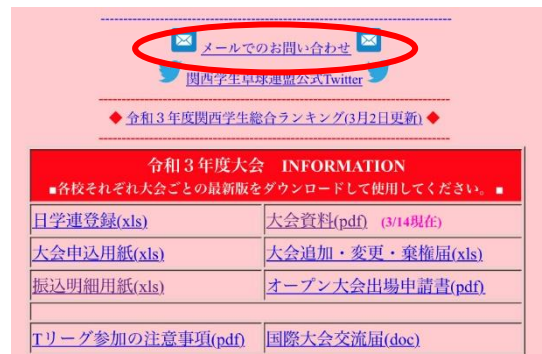 メールでのお問い合わせ
関西学生卓球連盟公式Twitter
◆ 令和3年度関西学生総合ランキング(3月2日更新) ◆
令和3年度大会 INFORMATION
■各校それぞれ大会ごとの最新版をダウンロードして使用してください。■
日学連登録(xls) 大会資料(pdf) (3/14現在)
大会申込用紙(xls) 大会追加・変更・棄権届(xls)
振込明細用紙(xls) オープン大会出場申請書(pdf)
Tリーグ参加の注意事項(pdf) 国際大会交流届(doc)